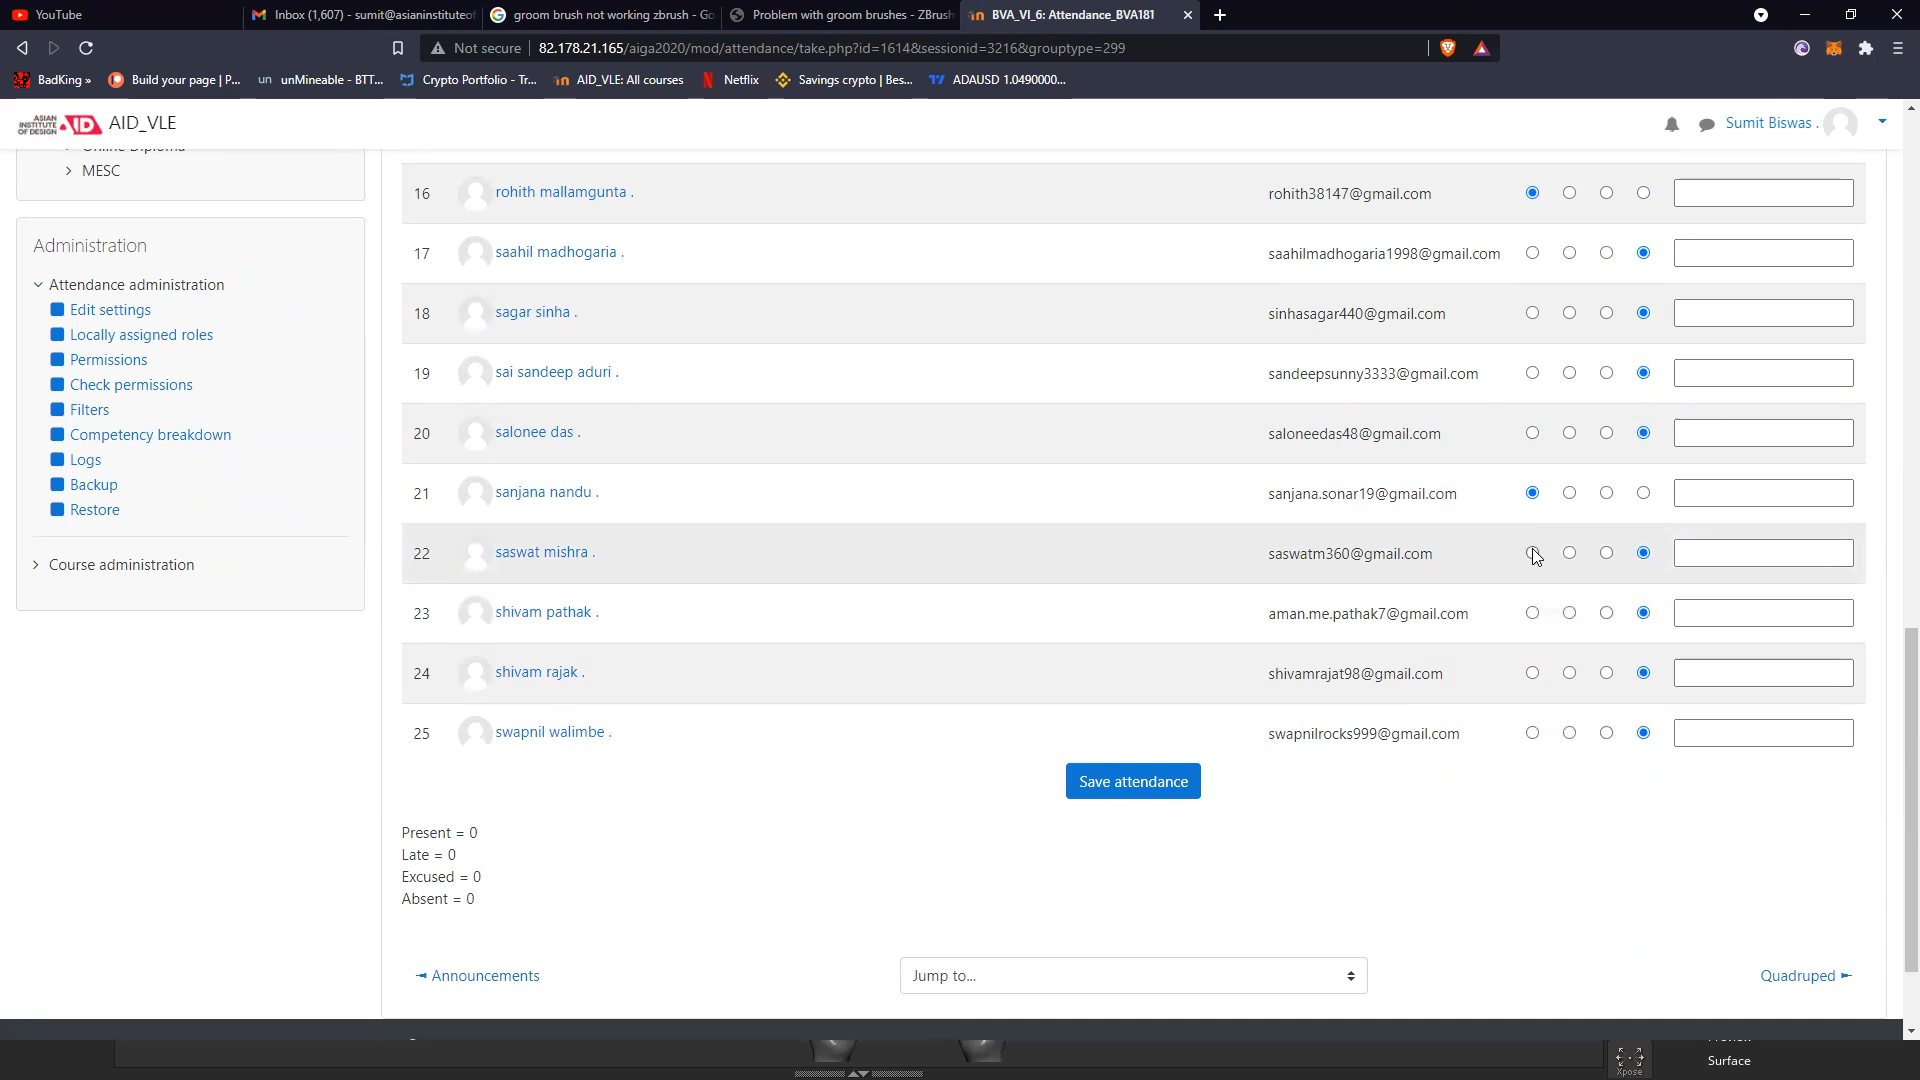 YouTube
Inbox (1,607) - sumit@asianinstituteof
groom brush not working zbrush - Go
Problem with groom brushes - ZBrush
BVA_VI_6: Attendance_BVA181
Not secure
82.178.21.165/aiga2020/mod/attendance/take.php?id=1614&sessionid=3216&grouptype=299
BadKing »
Build your page | P...
un unMineable - BTT...
Crypto Portfolio - Tr...
AID_VLE: All courses
Netflix
Savings crypto | Bes...
ADAUSD 1.0490000...
ASIAN INSTITUTE OF DESIGN AID
AID_VLE
Sumit Biswas .
MESC
Administration
Attendance administration
Edit settings
Locally assigned roles
Permissions
Check permissions
Filters
Competency breakdown
Logs
Backup
Restore
Course administration
16 rohith mallamgunta . rohith38147@gmail.com
17 saahil madhogaria . saahilmadhogaria1998@gmail.com
18 sagar sinha . sinhasagar440@gmail.com
19 sai sandeep aduri . sandeepsunny3333@gmail.com
20 salonee das . saloneedas48@gmail.com
21 sanjana nandu . sanjana.sonar19@gmail.com
22 saswat mishra . saswatm360@gmail.com
23 shivam pathak . aman.me.pathak7@gmail.com
24 shivam rajak . shivamrajat98@gmail.com
25 swapnil walimbe . swapnilrocks999@gmail.com
Save attendance
Present = 0
Late = 0
Excused = 0
Absent = 0
◄ Announcements
Jump to...
Quadruped ►
Xpose
Surface